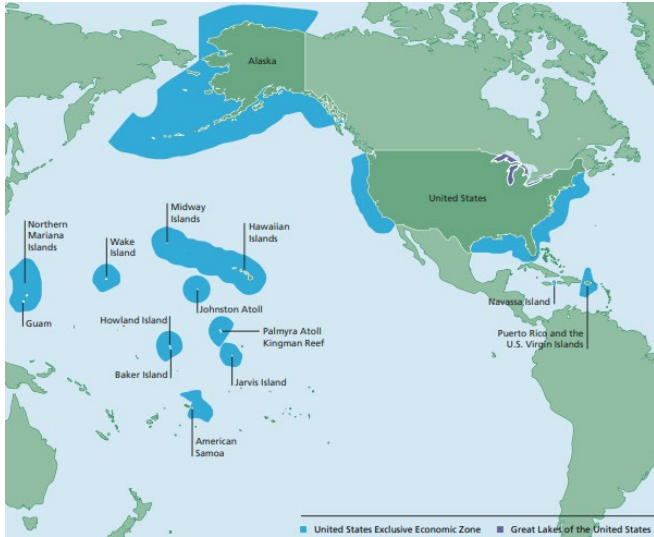 Alaska
United States
Midway
Islands
Hawaiian
Islands
Northern
Mariana
Islands
Wake
Island
Guam
Johnston Atoll
Howland Island
Palmyra Atoll
Kingman Reef
Baker Island
Jarvis Island
American
Samoa
Navassa Island
Puerto Rico and the
U.S. Virgin Islands
United States Exclusive Economic Zone
Great Lakes of the United States